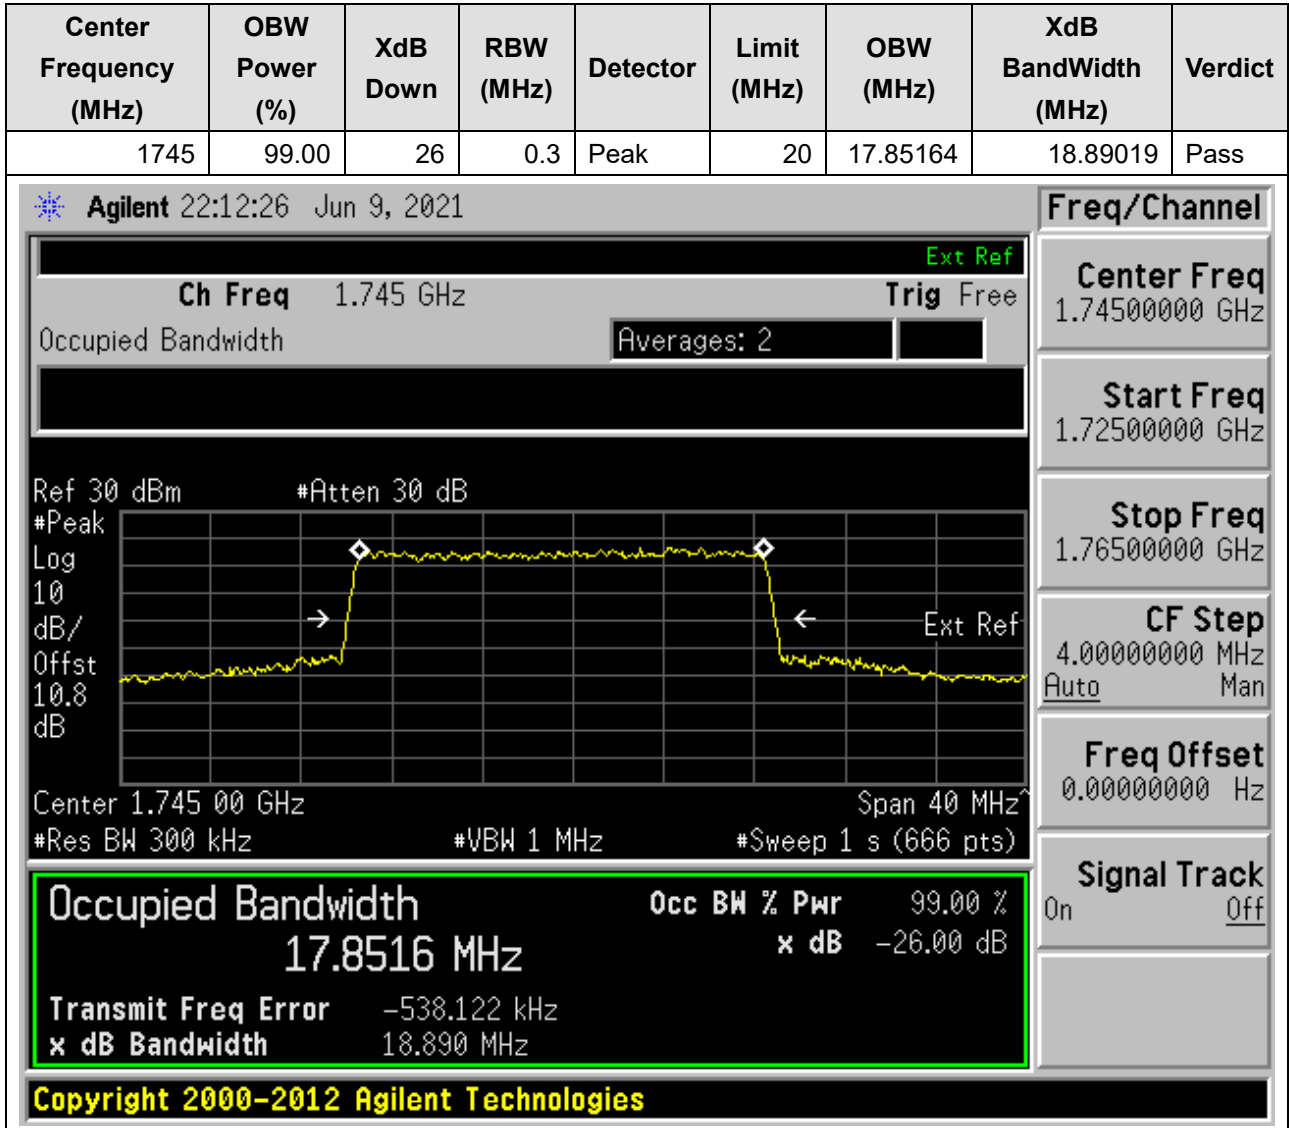 Center Frequency (MHz) OBW Power (%) XdB Down RBW (MHz) Detector Limit (MHz) OBW (MHz) XdB BandWidth (MHz) Verdict
1745 99.00 26 0.3 Peak 20 17.85164 18.89019 Pass
Agilent 22:12:26 Jun 9, 2021
Ext Ref
Ch Freq 1.745 GHz Trig Free
Occupied Bandwidth Averages: 2
Ref 30 dBm #Atten 30 dB
#Peak
Log
10
dB/
Offst
10.8
dB
Ext Ref
Center 1.745 00 GHz Span 40 MHz^
#Res BW 300 kHz #VBW 1 MHz #Sweep 1 s (666 pts)
Occupied Bandwidth Occ BW % Pwr 99.00 %
17.8516 MHz x dB -26.00 dB
Transmit Freq Error -538.122 kHz
x dB Bandwidth 18.890 MHz
Copyright 2000-2012 Agilent Technologies
Freq/Channel
Center Freq
1.74500000 GHz
Start Freq
1.72500000 GHz
Stop Freq
1.76500000 GHz
CF Step
4.00000000 MHz
Auto Man
Freq Offset
0.00000000 Hz
Signal Track
On Off